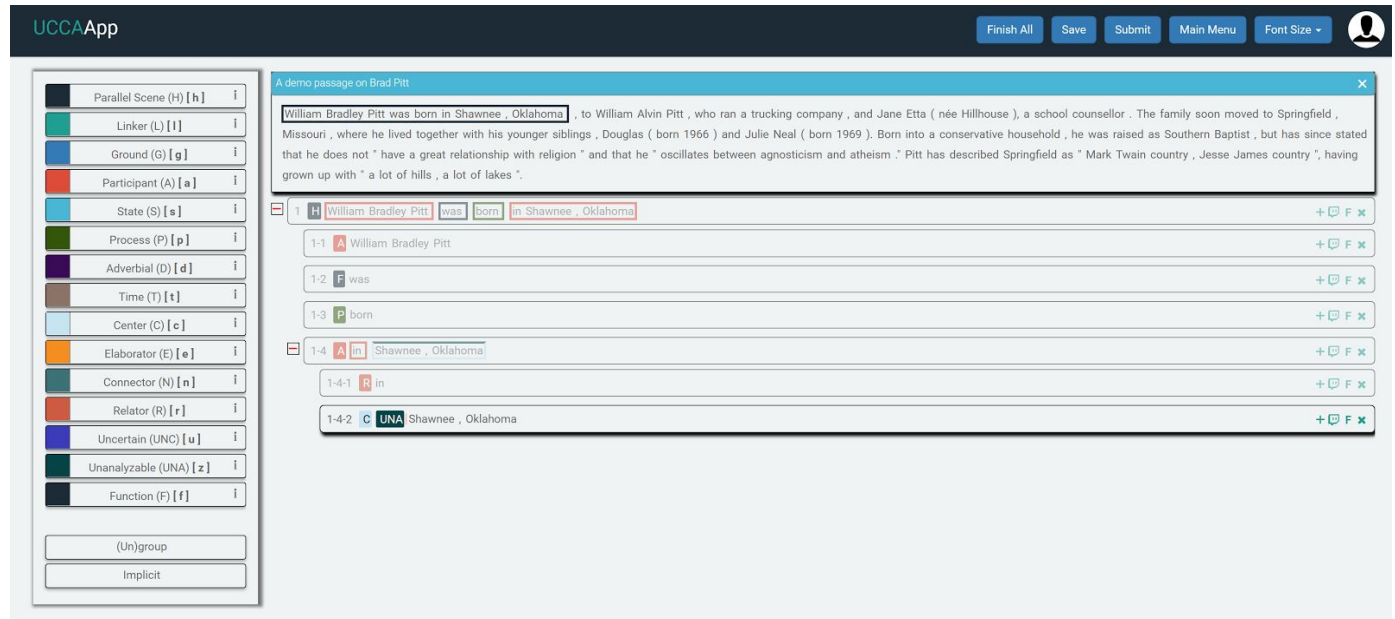 UCCAApp
Finish All
Save
Submit
Main Menu
Font Size
Parallel Scene (H) [ h ] i
Linker (L) [ l ] i
Ground (G) [ g ] i
Participant (A) [ a ] i
State (S) [ s ] i
Process (P) [ p ] i
Adverbial (D) [ d ] i
Time (T) [ t ] i
Center (C) [ c ] i
Elaborator (E) [ e ] i
Connector (N) [ n ] i
Relator (R) [ r ] i
Uncertain (UNC) [ u ] i
Unanalyzable (UNA) [ z ] i
Function (F) [ f ] i
(Un)group
Implicit
A demo passage on Brad Pitt
William Bradley Pitt was born in Shawnee , Oklahoma , to William Alvin Pitt , who ran a trucking company , and Jane Etta ( née Hillhouse ), a school counsellor . The family soon moved to Springfield ,
Missouri , where he lived together with his younger siblings , Douglas ( born 1966 ) and Julie Neal ( born 1969 ). Born into a conservative household , he was raised as Southern Baptist , but has since stated
that he does not " have a great relationship with religion " and that he " oscillates between agnosticism and atheism ." Pitt has described Springfield as " Mark Twain country , Jesse James country ", having
grown up with " a lot of hills , a lot of lakes ".
1 H William Bradley Pitt was born in Shawnee , Oklahoma F
1-1 A William Bradley Pitt F
1-2 F was F
1-3 P born F
1-4 A in Shawnee , Oklahoma F
1-4-1 R in F
1-4-2 C UNA Shawnee , Oklahoma F